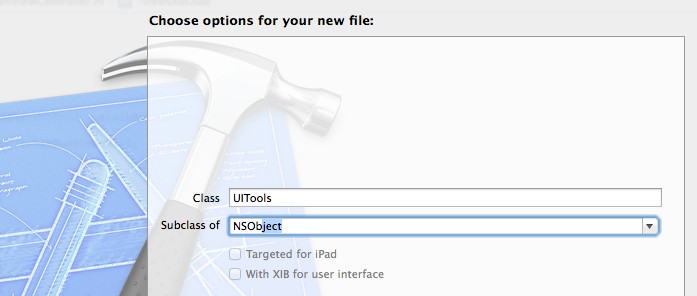 Choose options for your new file:
Class UITools
Subclass of NSObject
Targeted for iPad
With XIB for user interface